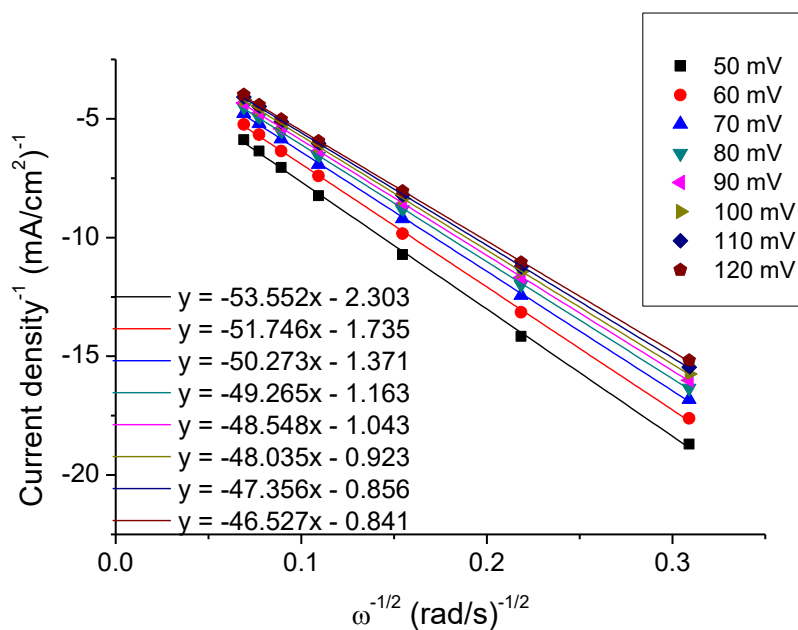 50 mV
60 mV
70 mV
80 mV
90 mV
100 mV
110 mV
120 mV
-5
-10
-15
-20
Current density⁻¹ (mA/cm²)⁻¹
y = -53.552x - 2.303
y = -51.746x - 1.735
y = -50.273x - 1.371
y = -49.265x - 1.163
y = -48.548x - 1.043
y = -48.035x - 0.923
y = -47.356x - 0.856
y = -46.527x - 0.841
0.0 0.1 0.2 0.3
ω⁻¹/² (rad/s)⁻¹/²